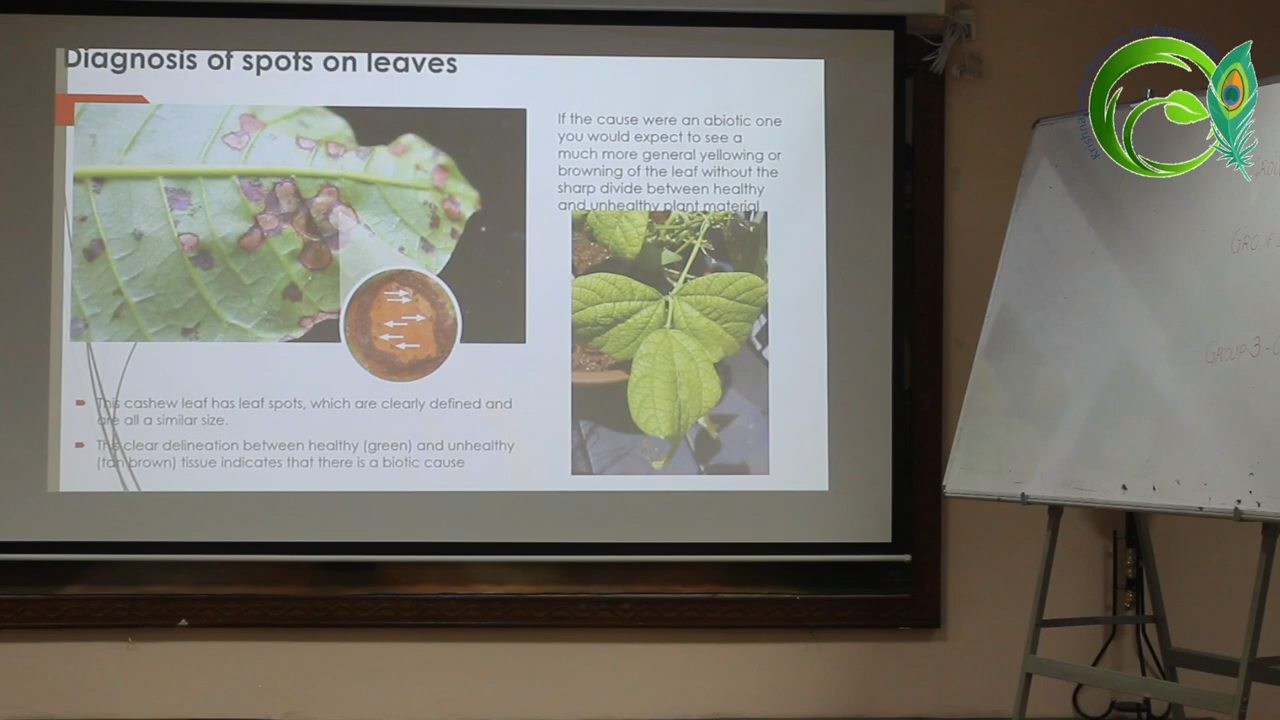 Diagnosis of spots on leaves
If the cause were an abiotic one
you would expect to see a
much more general yellowing or
browning of the leaf without the
sharp divide between healthy
and unhealthy plant material
This cashew leaf has leaf spots, which are clearly defined and
are all a similar size.
This clear delineation between healthy (green) and unhealthy
(tan brown) tissue indicates that there is a biotic cause
GROUP 3 -